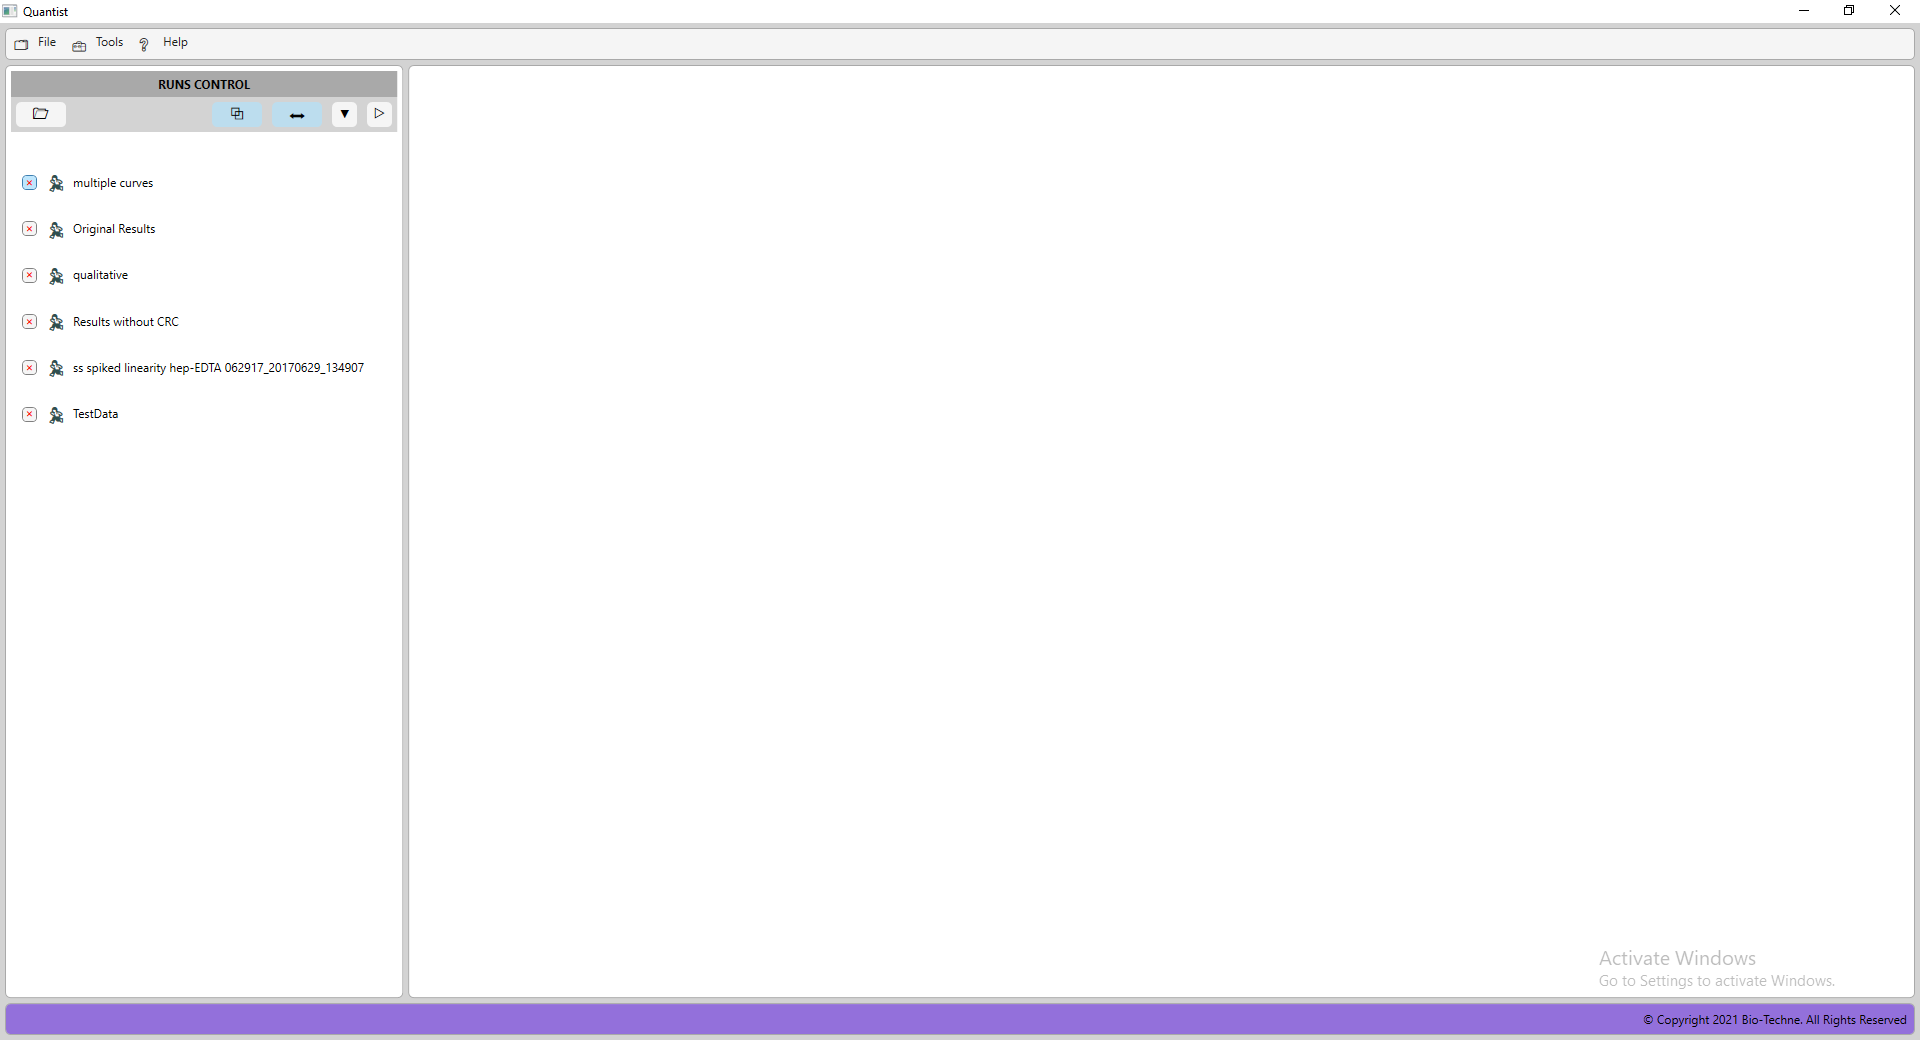 Quantist
File Tools Help
RUNS CONTROL
multiple curves
Original Results
qualitative
Results without CRC
ss spiked linearity hep-EDTA 062917_20170629_134907
TestData
Activate Windows
Go to Settings to activate Windows.
© Copyright 2021 Bio-Techne. All Rights Reserved